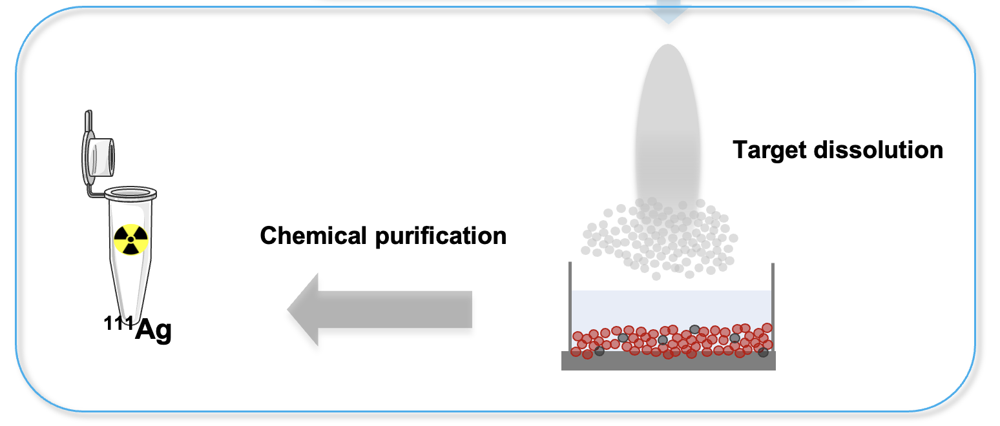 Target dissolution
Chemical purification
¹¹¹Ag